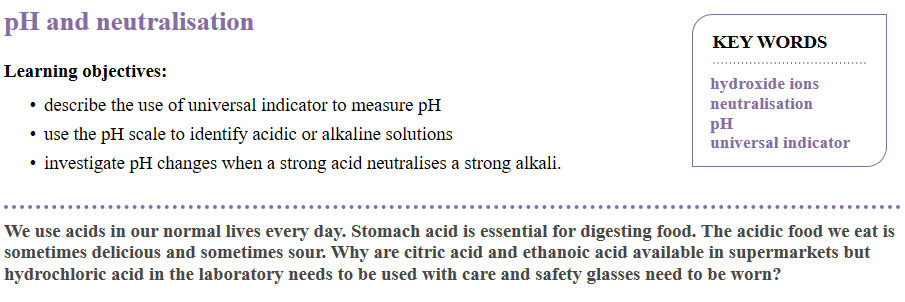 pH and neutralisation
KEY WORDS
hydroxide ions
neutralisation
pH
universal indicator
Learning objectives:
• describe the use of universal indicator to measure pH
• use the pH scale to identify acidic or alkaline solutions
• investigate pH changes when a strong acid neutralises a strong alkali.
We use acids in our normal lives every day. Stomach acid is essential for digesting food. The acidic food we eat is
sometimes delicious and sometimes sour. Why are citric acid and ethanoic acid available in supermarkets but
hydrochloric acid in the laboratory needs to be used with care and safety glasses need to be worn?